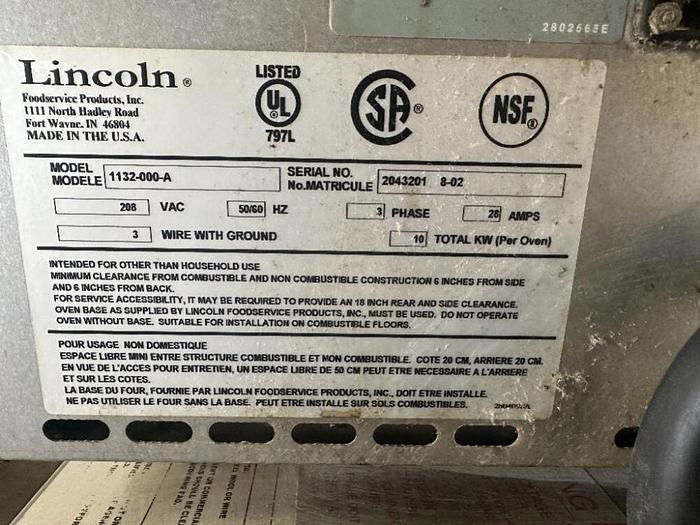 2802665E
Lincoln®
Foodservice Products, Inc.
1111 North Hadley Road
Fort Wayne, IN 46804
MADE IN THE U.S.A.
LISTED
UL
®
797L
SA®
NSF®
MODEL
MODELE 1132-000-A
SERIAL NO.
No.MATRICULE 2043201 8-02
208 VAC 50/60 HZ 3 PHASE 28 AMPS
3 WIRE WITH GROUND 10 TOTAL KW (Per Oven)
INTENDED FOR OTHER THAN HOUSEHOLD USE
MINIMUM CLEARANCE FROM COMBUSTIBLE AND NON COMBUSTIBLE CONSTRUCTION 6 INCHES FROM SIDE
AND 6 INCHES FROM BACK.
FOR SERVICE ACCESSIBILITY, IT MAY BE REQUIRED TO PROVIDE AN 18 INCH REAR AND SIDE CLEARANCE.
OVEN BASE AS SUPPLIED BY LINCOLN FOODSERVICE PRODUCTS, INC., MUST BE USED. DO NOT OPERATE
OVEN WITHOUT BASE. SUITABLE FOR INSTALLATION ON COMBUSTIBLE FLOORS.
POUR USAGE NON DOMESTIQUE
ESPACE LIBRE MINI ENTRE STRUCTURE COMBUSTIBLE ET MON COMBUSTIBLE. COTE 20 CM, ARRIERE 20 CM.
EN VUE DE L'ACCES POUR ENTRETIEN, UN ESPACE LIBRE DE 50 CM PEUT ETRE NECESSAIRE A L'ARRIERE
ET SUR LES COTES.
LA BASE DU FOUR, FOURNIE PAR LINCOLN FOODSERVICE PRODUCTS, INC., DOIT ETRE INSTALLE.
NE PAS UTILISER LE FOUR SANS LA BASE. PEUT ETRE INSTALLE SUR SOLS COMBUSTIBLES.